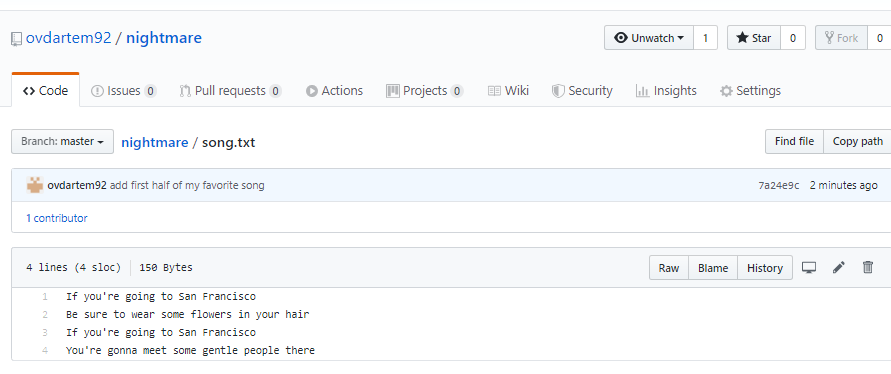 ovdartem92 / nightmare
Unwatch 1 Star 0 Fork 0
Code Issues 0 Pull requests 0 Actions Projects 0 Wiki Security Insights Settings
Branch: master nightmare / song.txt Find file Copy path
ovdartem92 add first half of my favorite song 7a24e9c 2 minutes ago
1 contributor
4 lines (4 sloc) 150 Bytes Raw Blame History
1 If you're going to San Francisco
2 Be sure to wear some flowers in your hair
3 If you're going to San Francisco
4 You're gonna meet some gentle people there